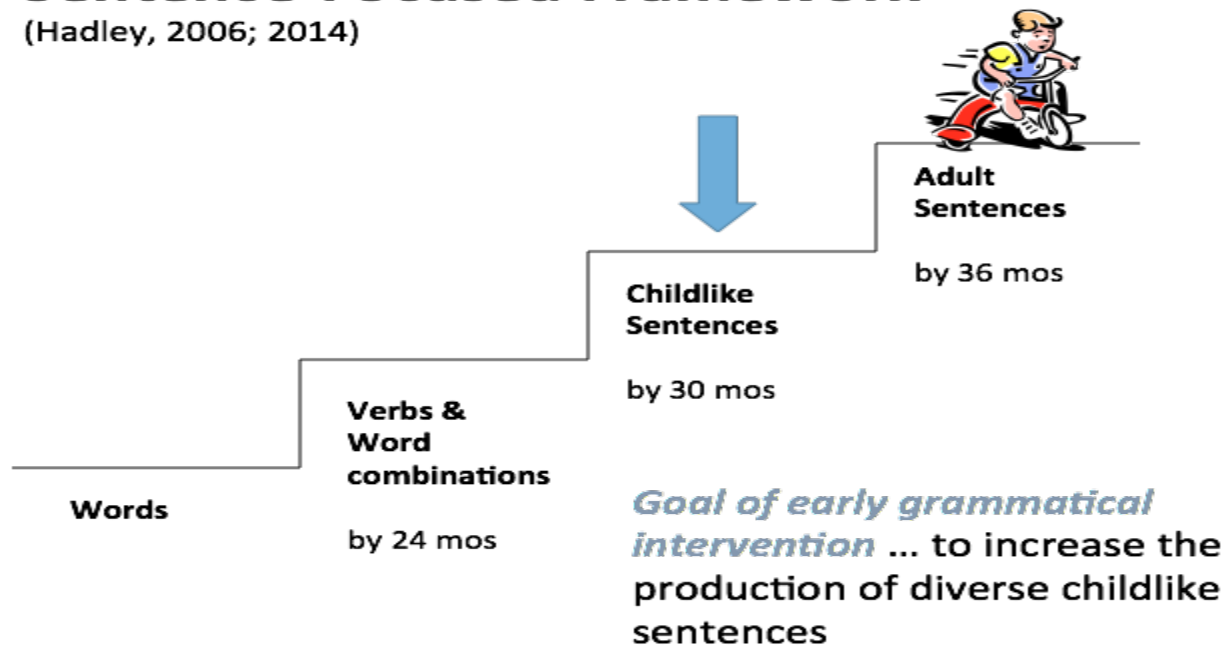 (Hadley, 2006; 2014)
Adult
Sentences
by 36 mos
Childlike
Sentences
by 30 mos
Verbs &
Word
combinations
by 24 mos
Words
Goal of early grammatical
intervention ... to increase the
production of diverse childlike
sentences